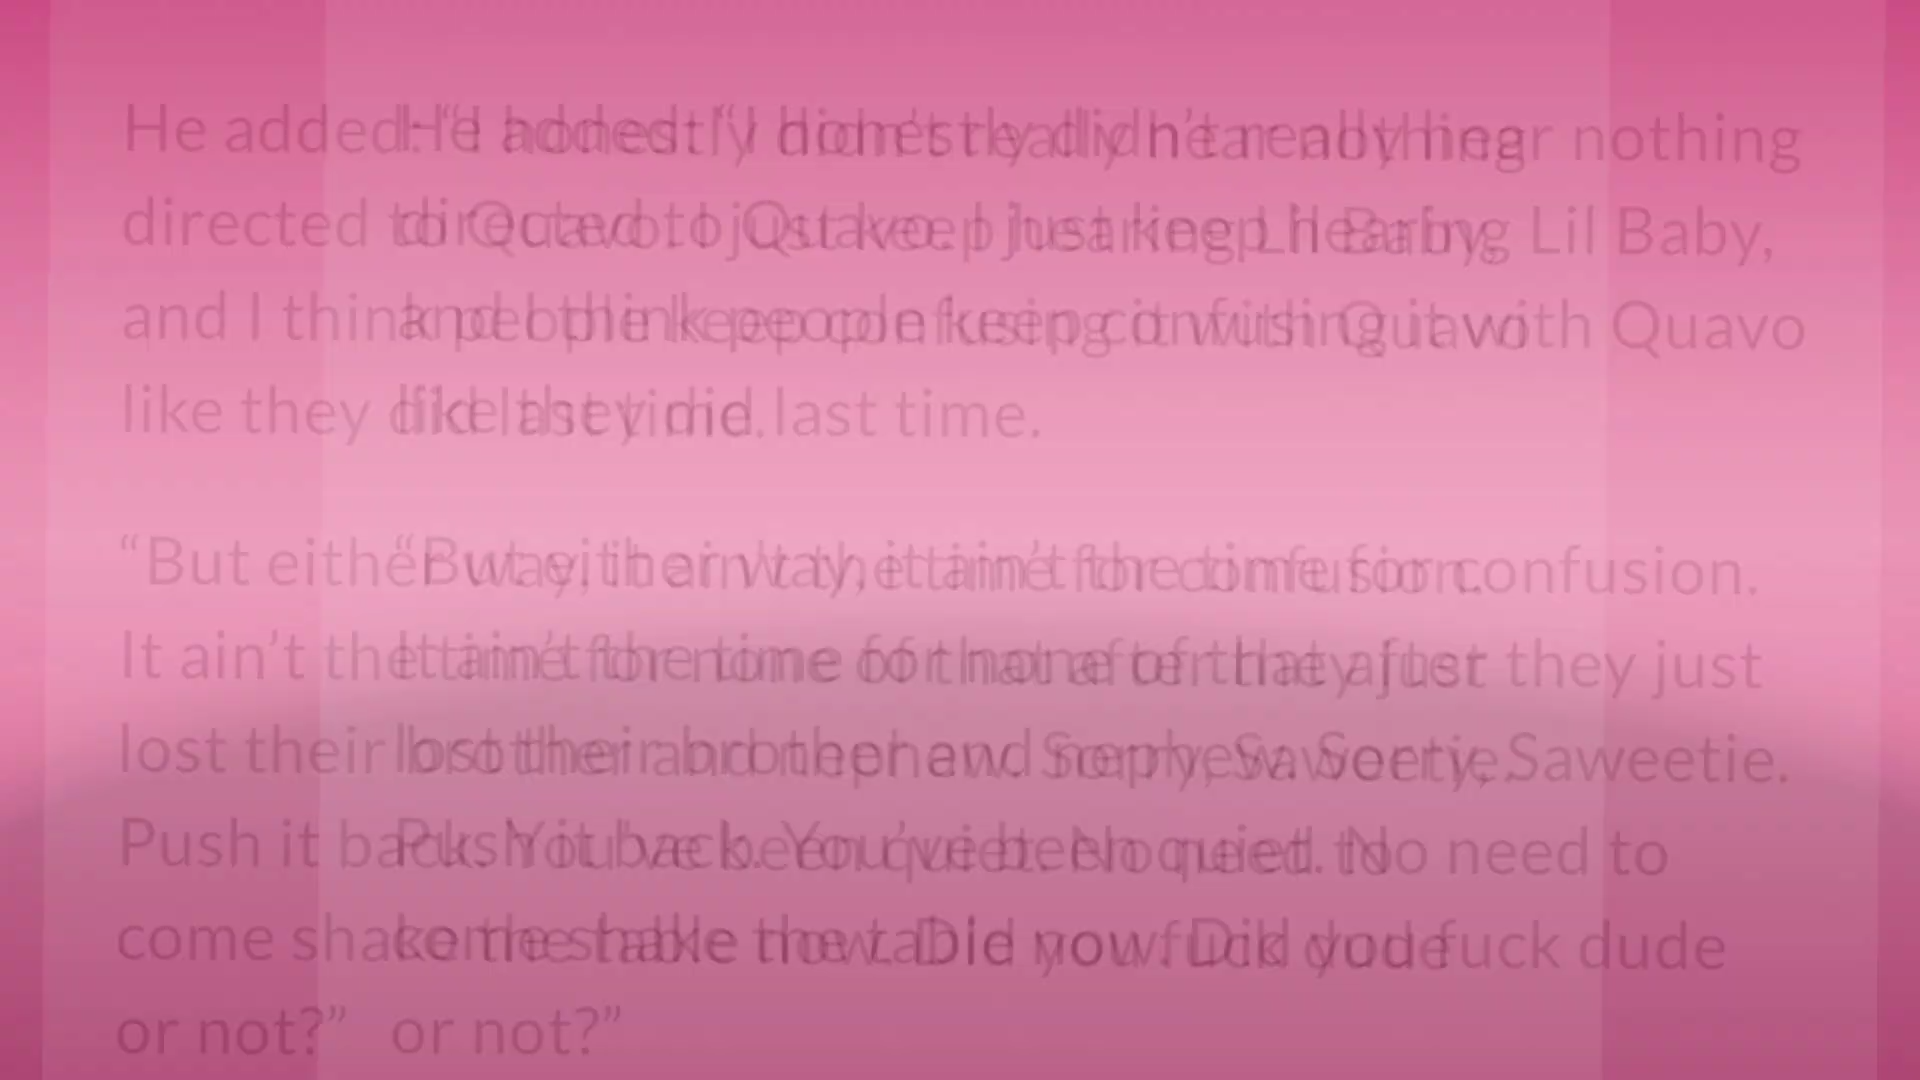 He added: “I honestly didn’t really hear nothing
directed to Quavo. I just keep hearing Lil Baby,
and I think people keep confusing it with Quavo
like they did last time.
“But either way, it ain’t the time for confusion.
It ain’t the time for none of that after they just
lost their brother and nephew. Sorry, Saweetie.
Push it back. You’ve been quiet. No need to
come shake the table now. Did you fuck dude
or not?”